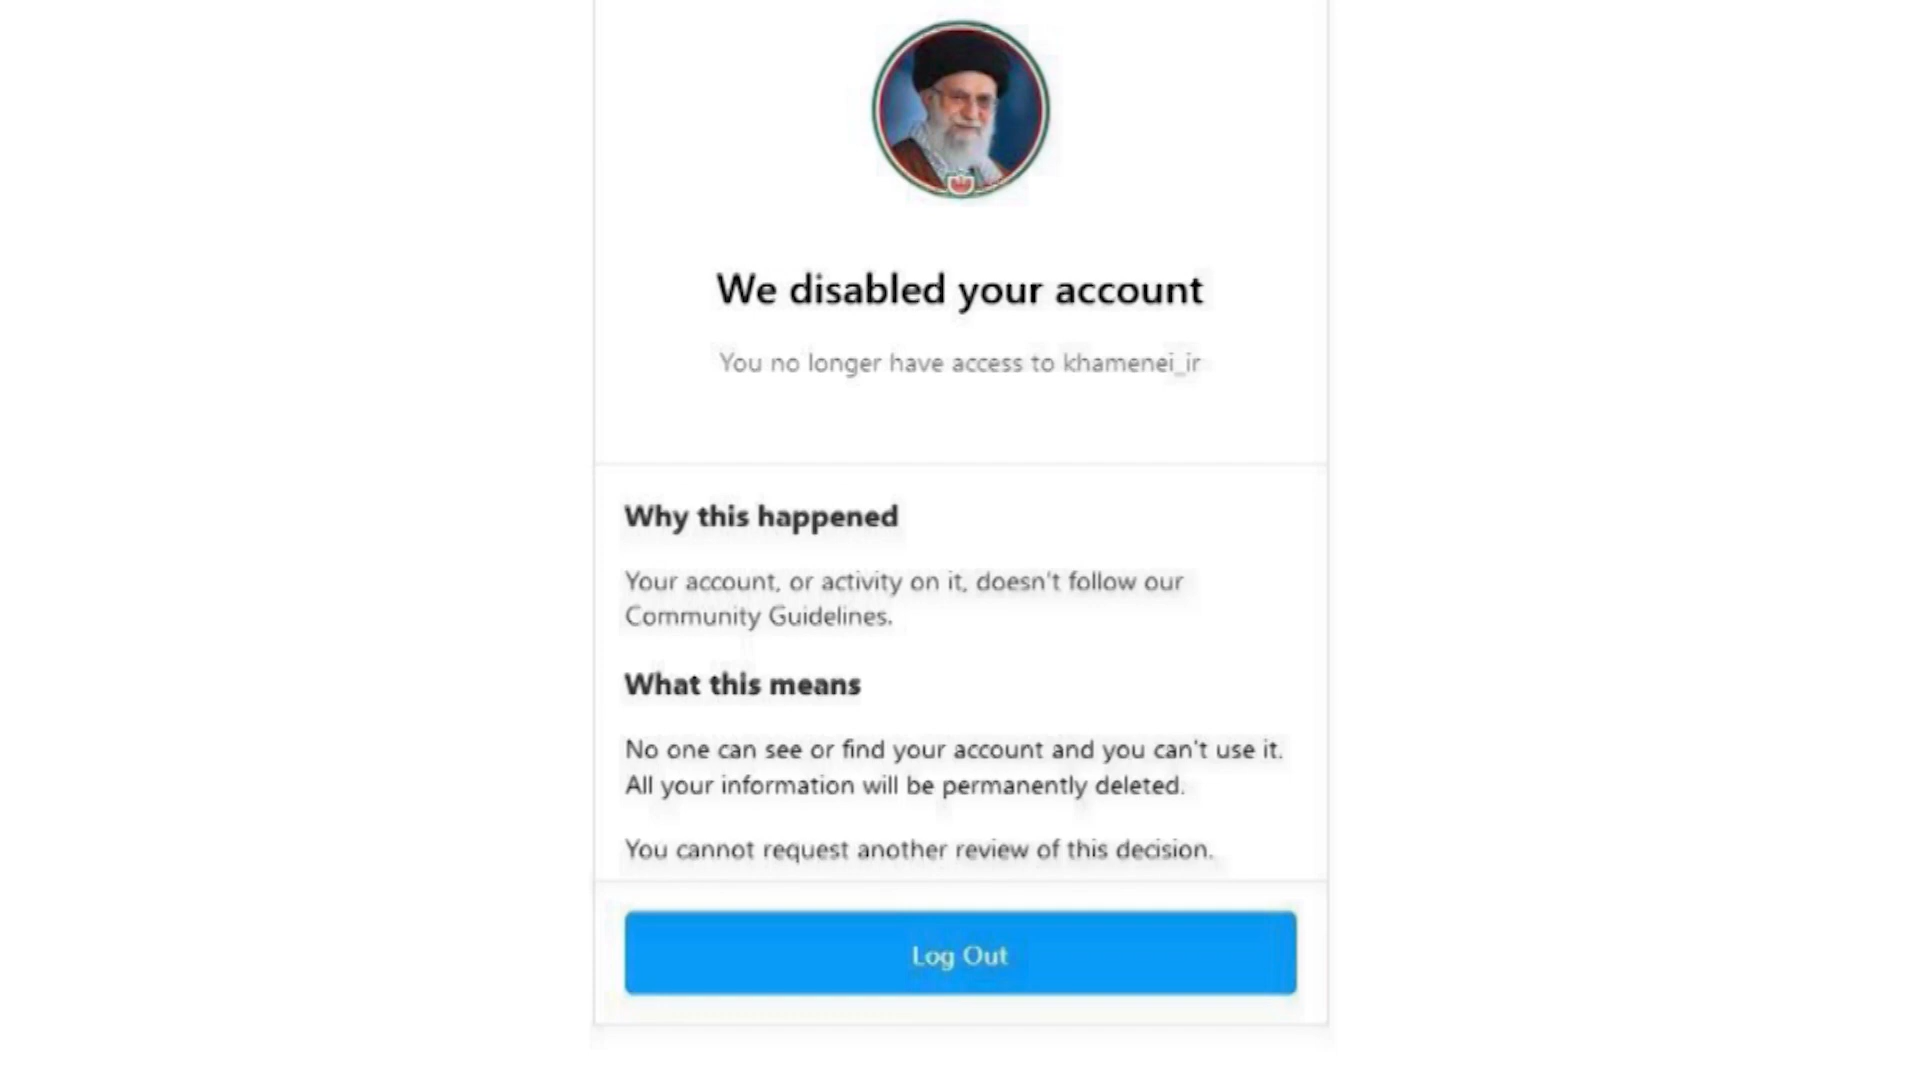 We disabled your account
You no longer have access to khamenei_ir
Why this happened
Your account, or activity on it, doesn't follow our
Community Guidelines.
What this means
No one can see or find your account and you can't use it.
All your information will be permanently deleted.
You cannot request another review of this decision.
Log Out